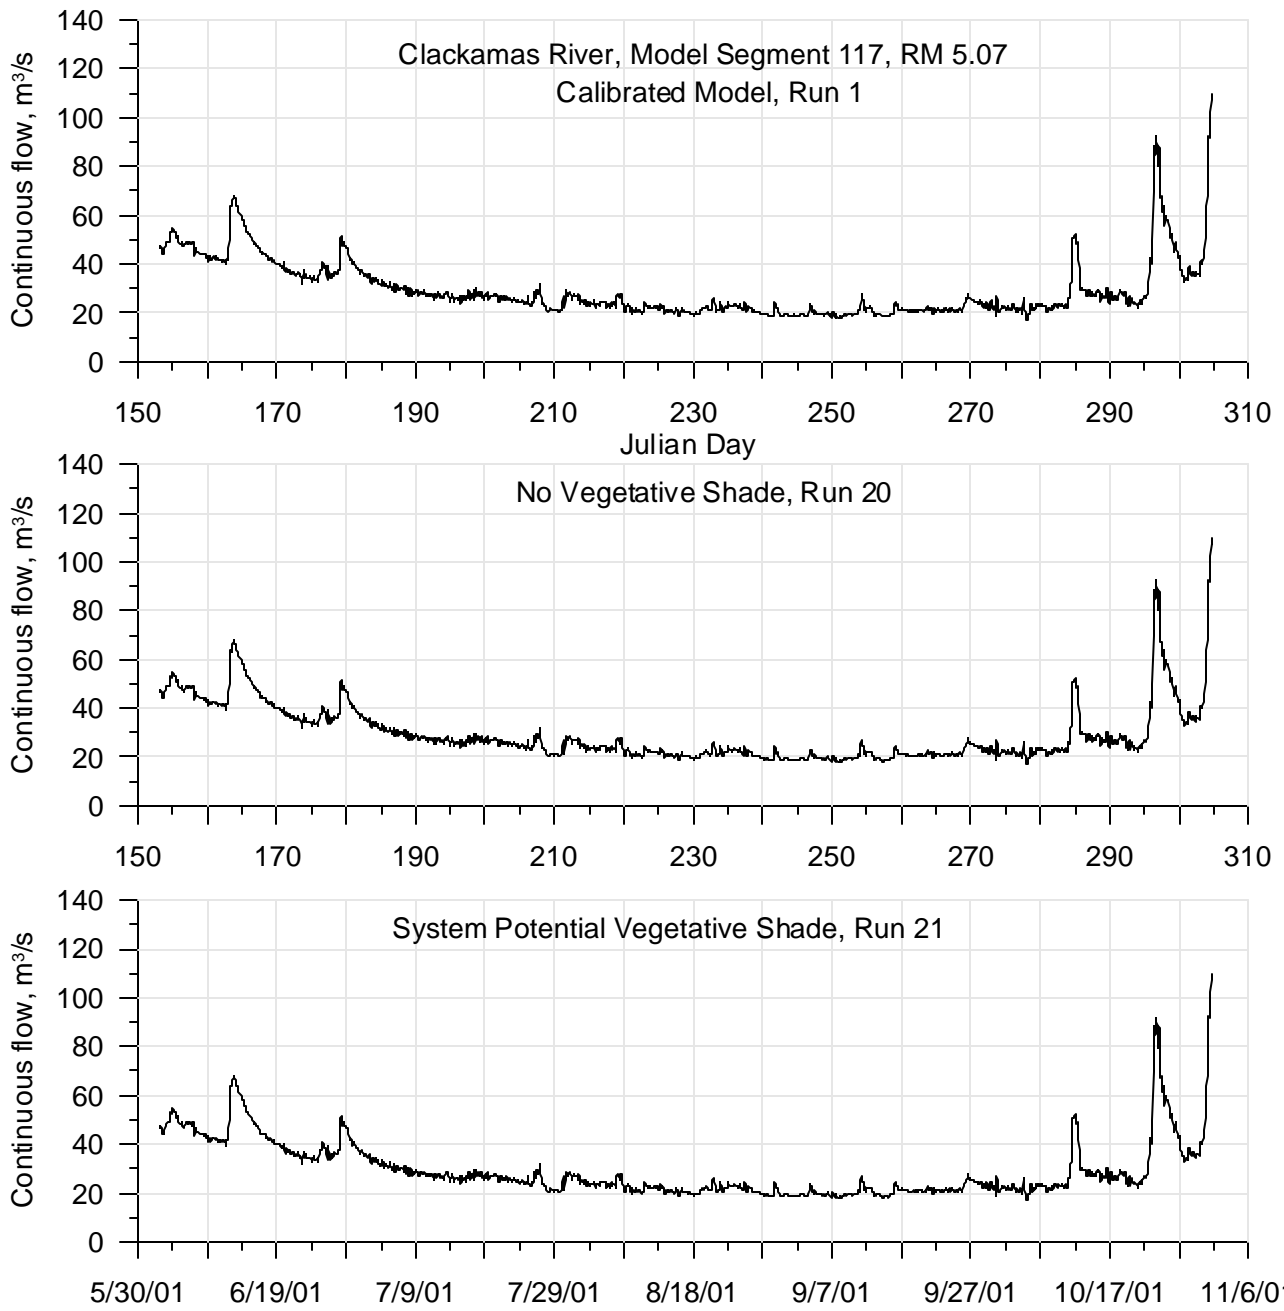 Clackamas River, Model Segment 117, RM 5.07
Calibrated Model, Run 1
Continuous flow, m³/s
140
120
100
80
60
40
20
0
150 170 190 210 230 250 270 290 310
Julian Day
No Vegetative Shade, Run 20
Continuous flow, m³/s
140
120
100
80
60
40
20
0
150 170 190 210 230 250 270 290 310
System Potential Vegetative Shade, Run 21
Continuous flow, m³/s
140
120
100
80
60
40
20
0
5/30/01 6/19/01 7/9/01 7/29/01 8/18/01 9/7/01 9/27/01 10/17/01 11/6/01